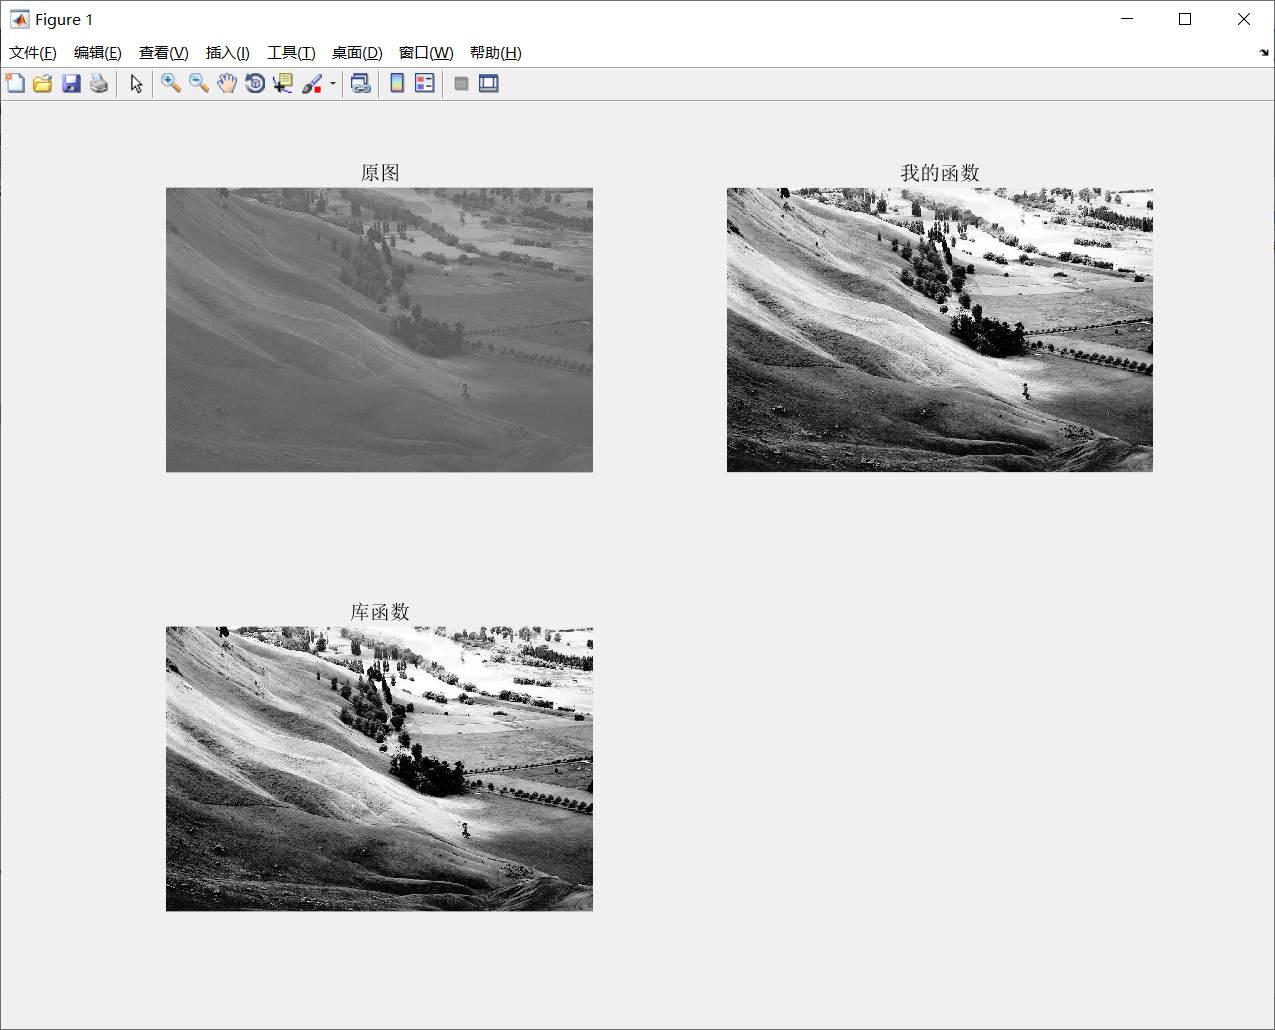 Figure 1
文件(F) 编辑(E) 查看(V) 插入(I) 工具(T) 桌面(D) 窗口(W) 帮助(H)
原图
我的函数
库函数